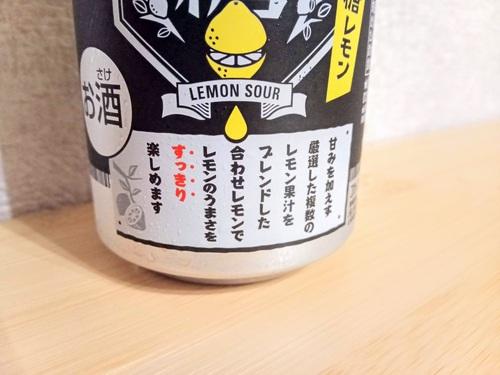 糖レモン
LEMON SOUR
さけ
お酒
甘みを加えず
厳選した複数の
レモン果汁を
ブレンドした
合わせレモンで
レモンのうまさを
すっきり
楽しめます